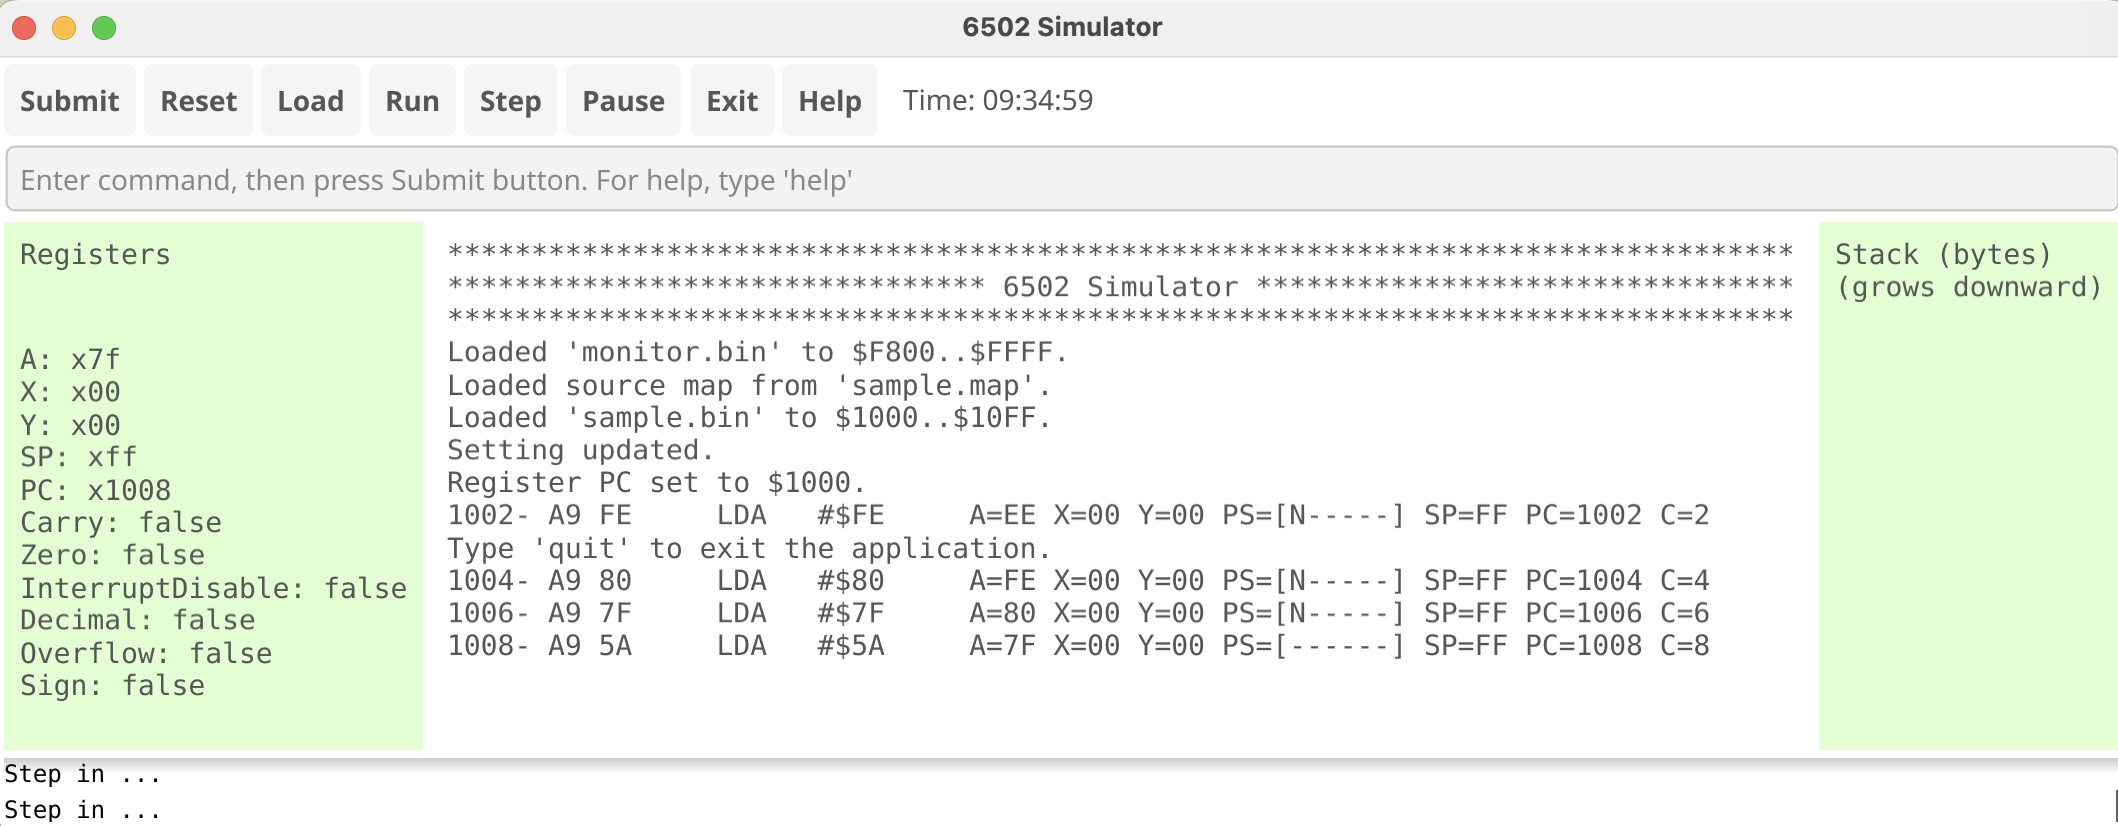 6502 Simulator
Submit Reset Load Run Step Pause Exit Help Time: 09:34:59
Enter command, then press Submit button. For help, type 'help'
Registers
A: x7f
X: x00
Y: x00
SP: xff
PC: x1008
Carry: false
Zero: false
InterruptDisable: false
Decimal: false
Overflow: false
Sign: false
********************************************************************************
******************************** 6502 Simulator ********************************
********************************************************************************
Loaded 'monitor.bin' to $F800..$FFFF.
Loaded source map from 'sample.map'.
Loaded 'sample.bin' to $1000..$10FF.
Setting updated.
Register PC set to $1000.
1002- A9 FE     LDA   #$FE     A=EE X=00 Y=00 PS=[N-----] SP=FF PC=1002 C=2
Type 'quit' to exit the application.
1004- A9 80     LDA   #$80     A=FE X=00 Y=00 PS=[N-----] SP=FF PC=1004 C=4
1006- A9 7F     LDA   #$7F     A=80 X=00 Y=00 PS=[N-----] SP=FF PC=1006 C=6
1008- A9 5A     LDA   #$5A     A=7F X=00 Y=00 PS=[------] SP=FF PC=1008 C=8
Stack (bytes)
(grows downward)
Step in ...
Step in ...